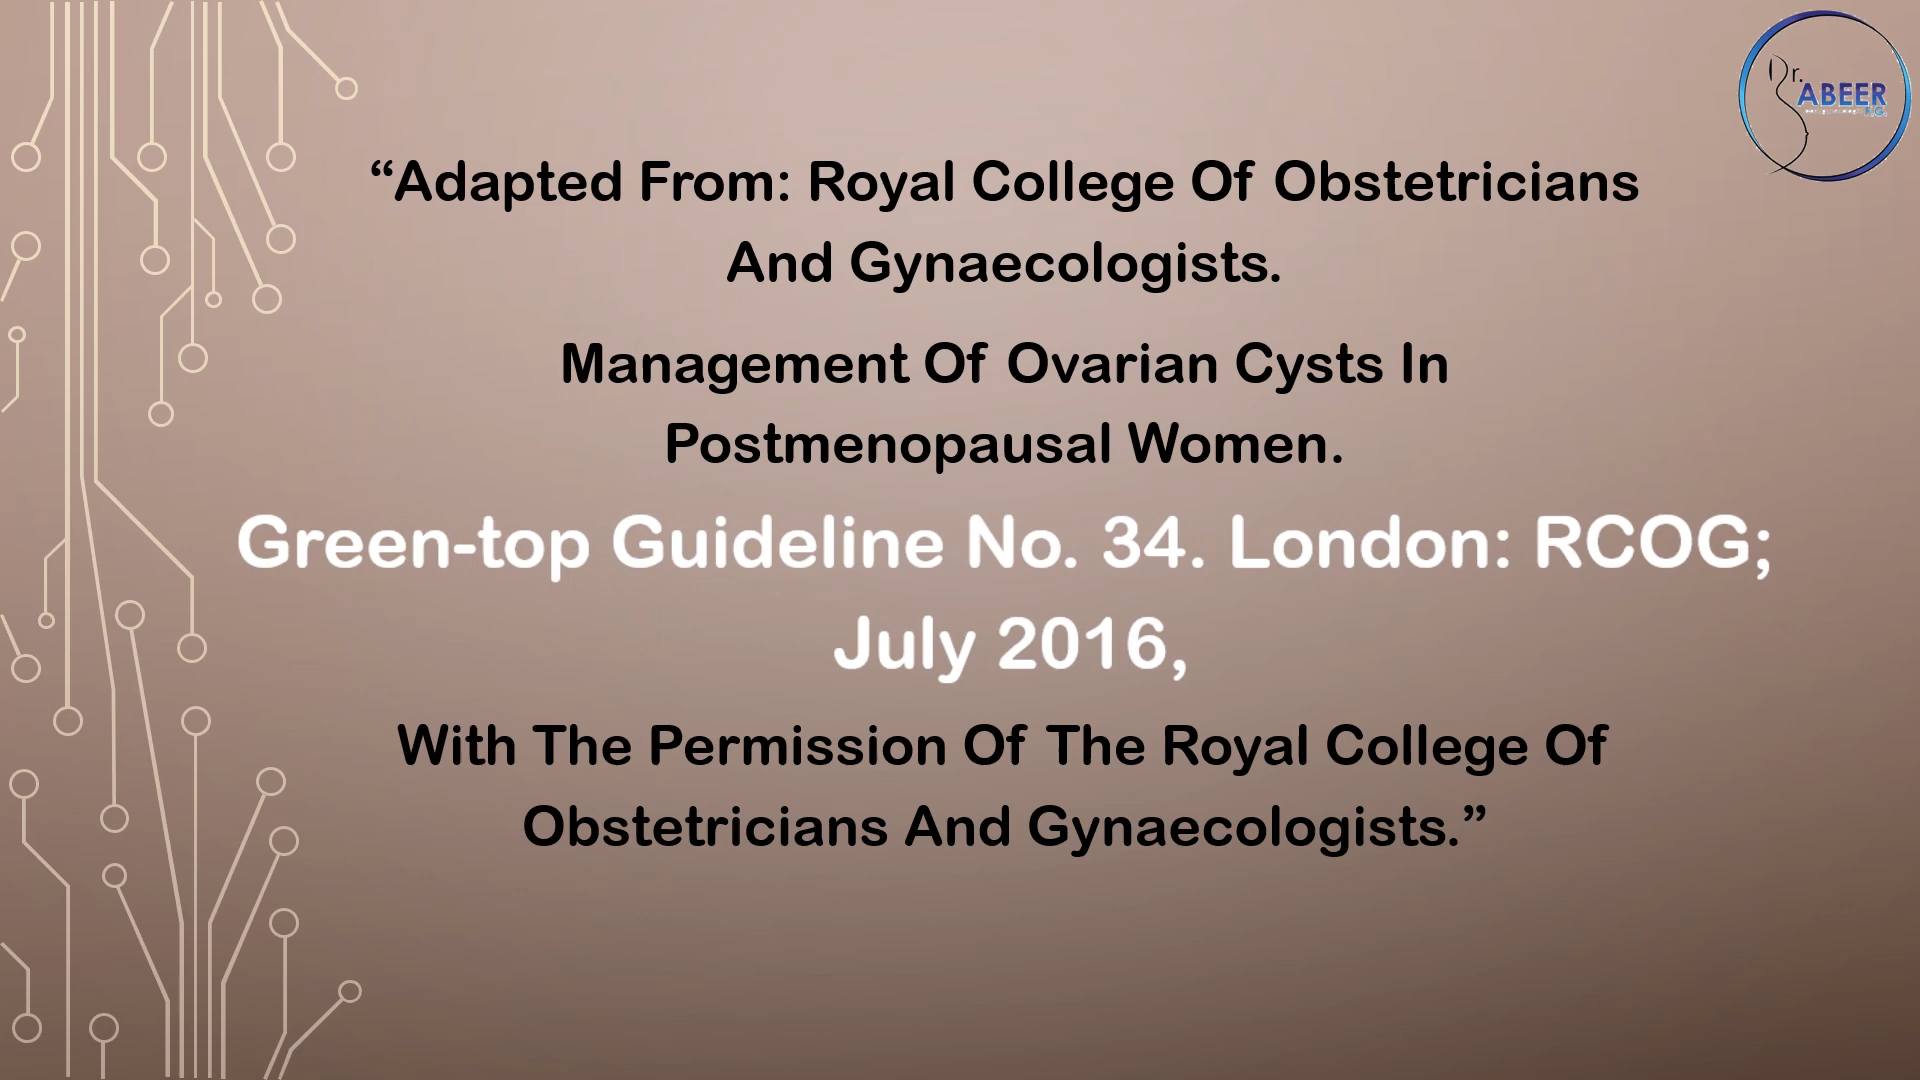 Dr.
ABEER
F.G.
“Adapted From: Royal College Of Obstetricians
And Gynaecologists.
Management Of Ovarian Cysts In
Postmenopausal Women.
Green-top Guideline No. 34. London: RCOG;
July 2016,
With The Permission Of The Royal College Of
Obstetricians And Gynaecologists.”